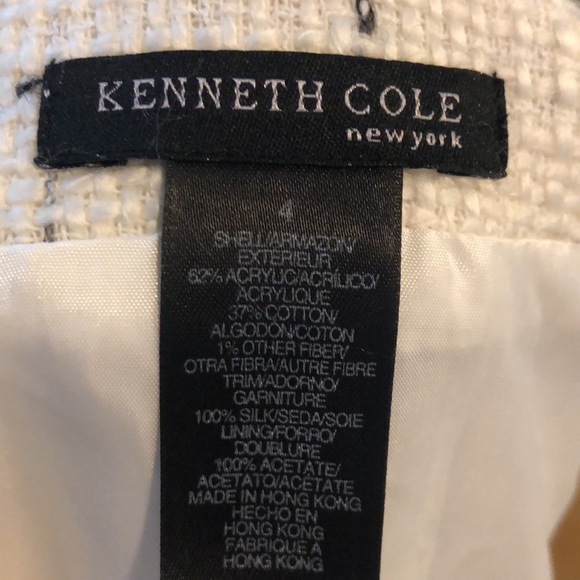 KENNETH COLE
new york
4
SHELL/ARMAZON/
EXTERIEUR
62% ACRYLIC/ACRÍLICO/
ACRYLIQUE
37% COTTON/
ALGODON/COTON
1% OTHER FIBER/
OTRA FIBRA/AUTRE FIBRE
TRIM/ADORNO/
GARNITURE
100% SILK/SEDA/SOIE
LINING/FORRO/
DOUBLURE
100% ACETATE/
ACETATO/ACÉTATE
MADE IN HONG KONG
HECHO EN
HONG KONG
FABRIQUE A
HONG KONG